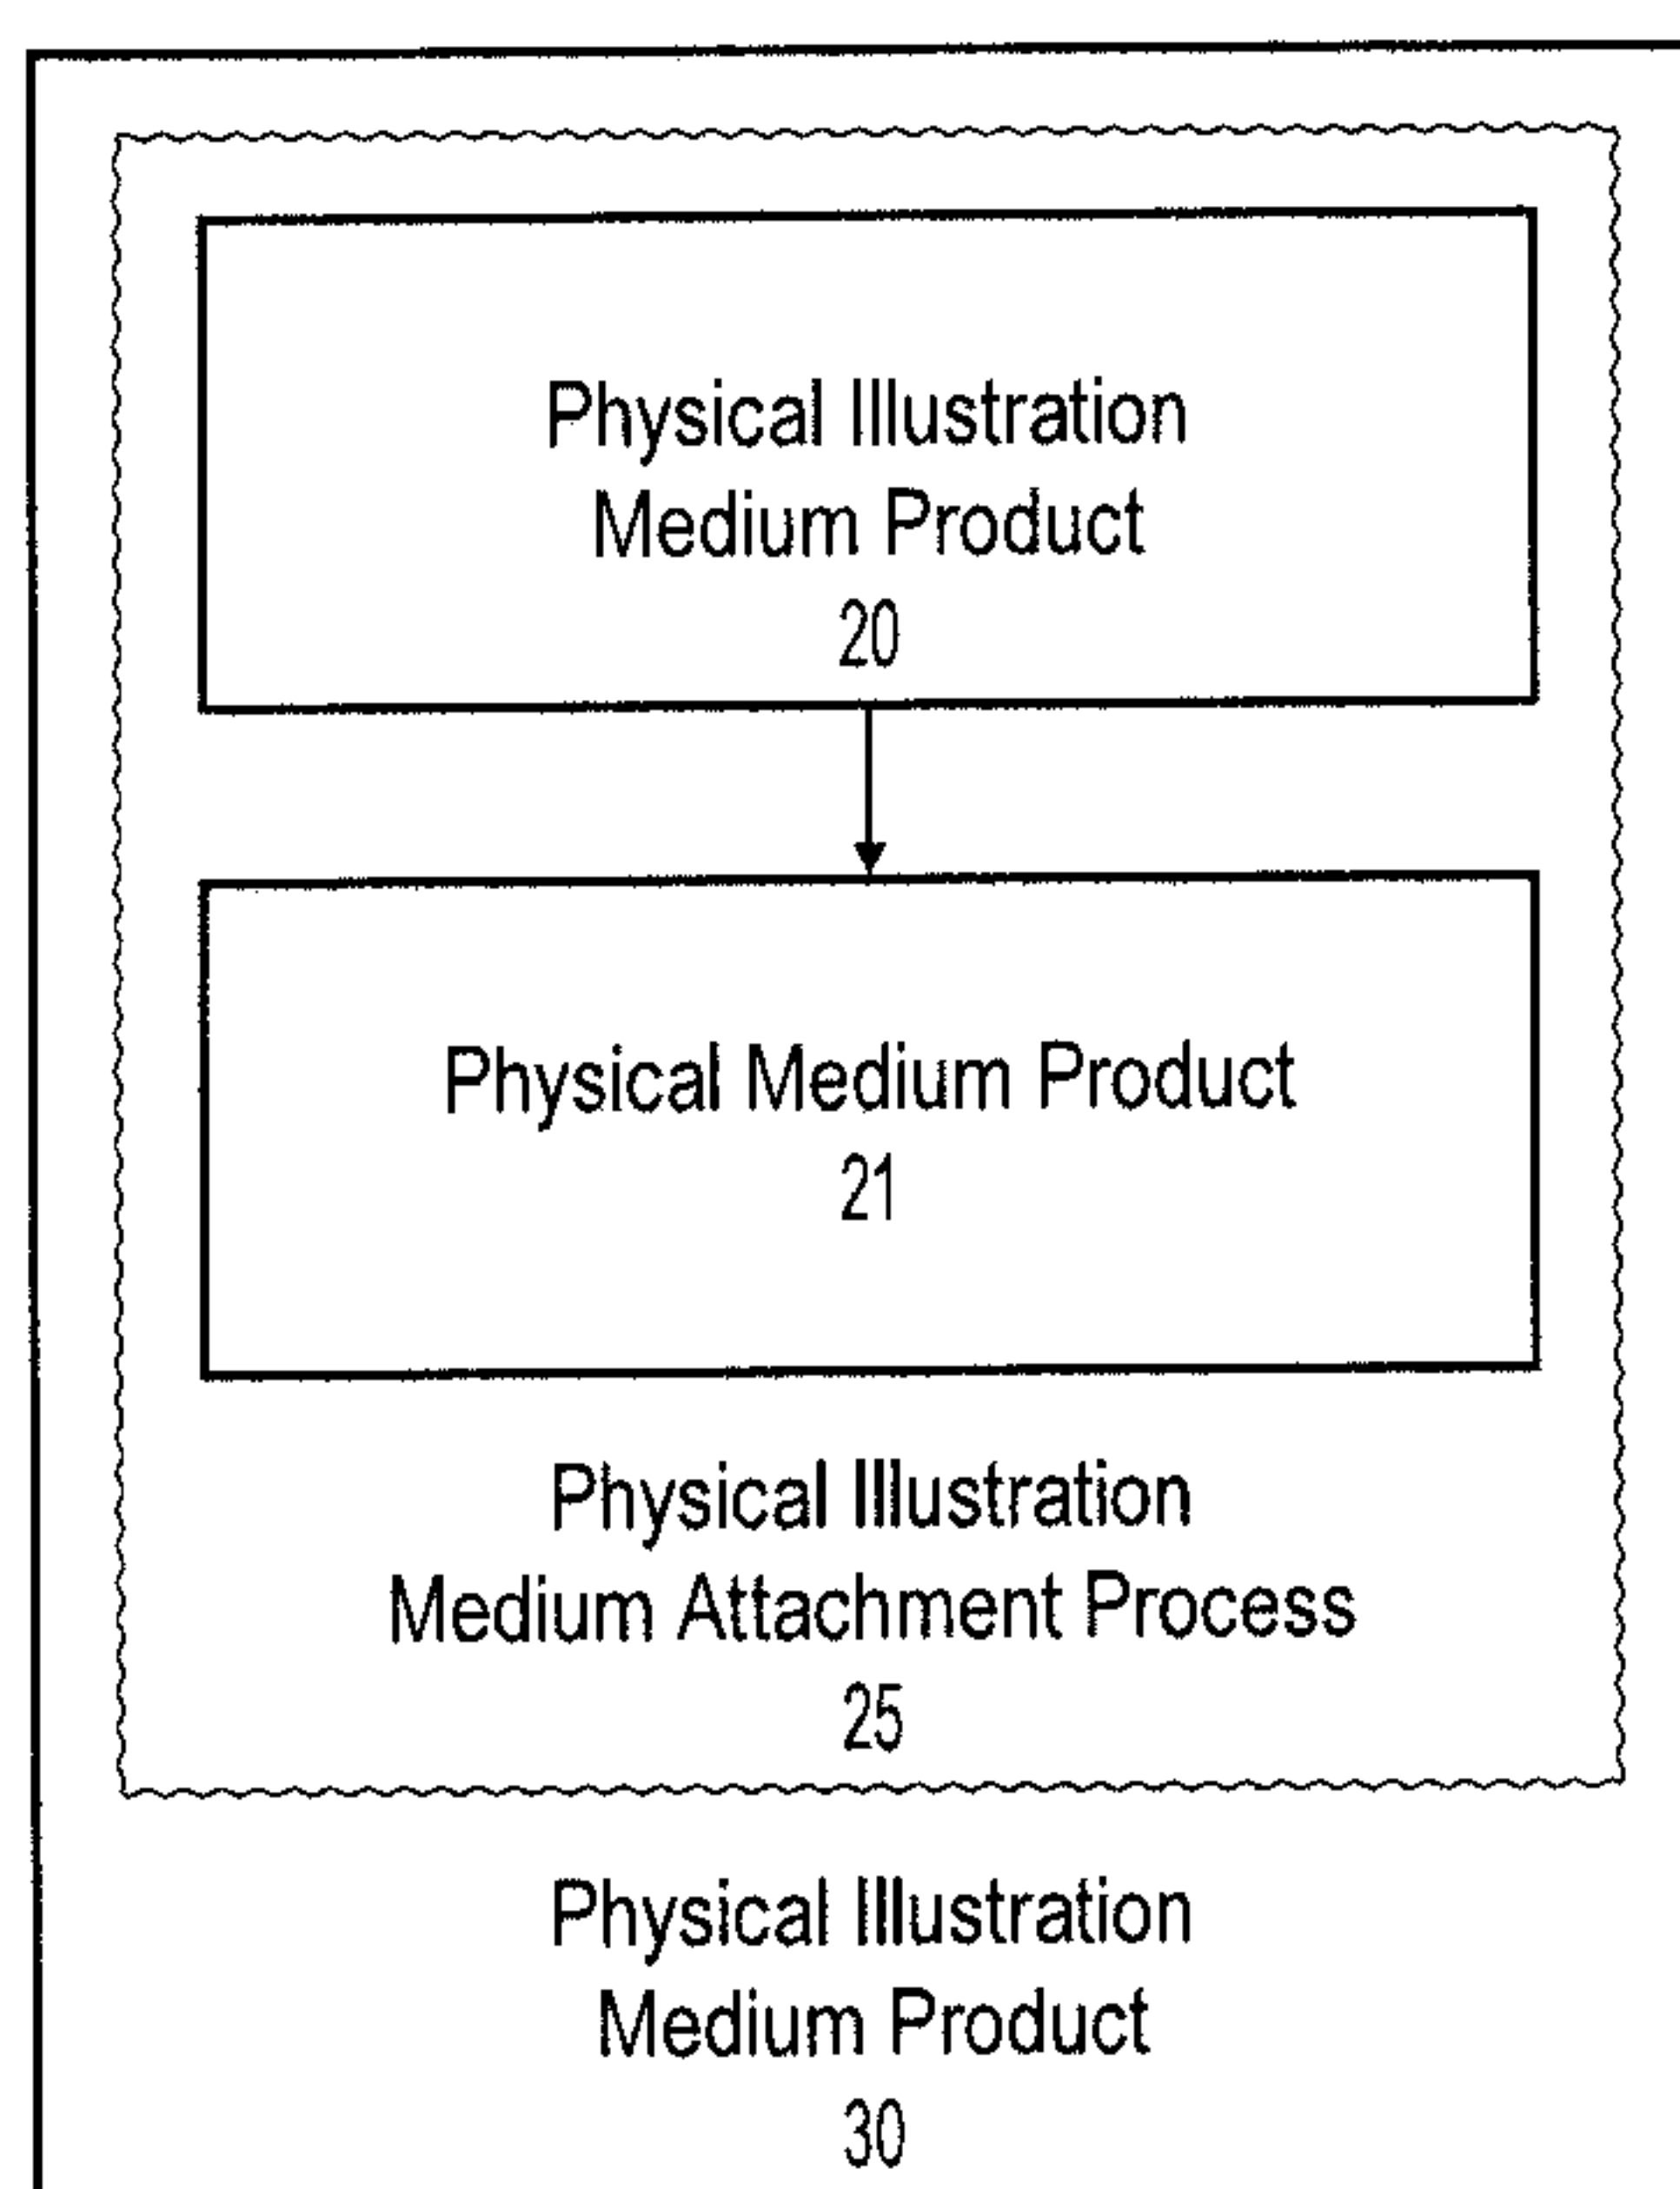 Physical Illustration
Medium Product
20
Physical Medium Product
21
Physical Illustration
Medium Attachment Process
25
Physical Illustration
Medium Product
30